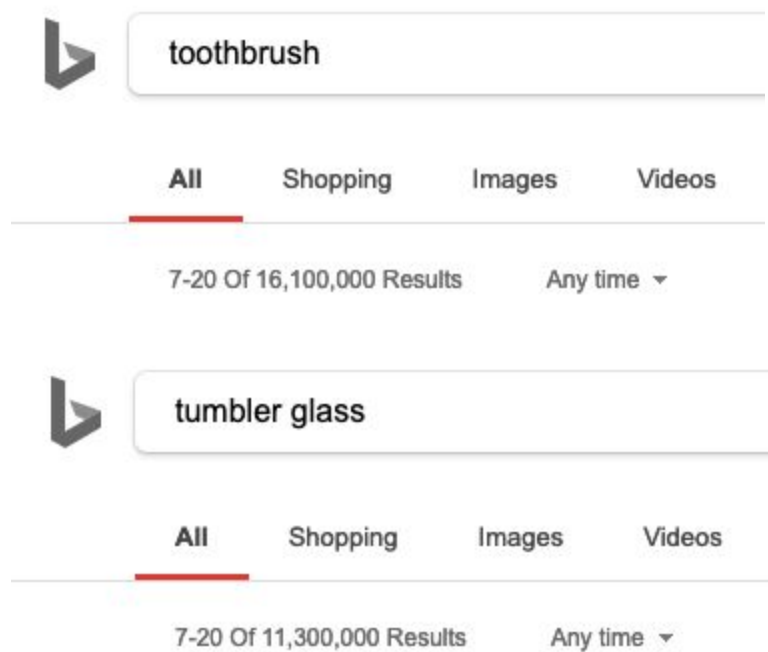 toothbrush
All Shopping Images Videos
7-20 Of 16,100,000 Results Any time
tumbler glass
All Shopping Images Videos
7-20 Of 11,300,000 Results Any time